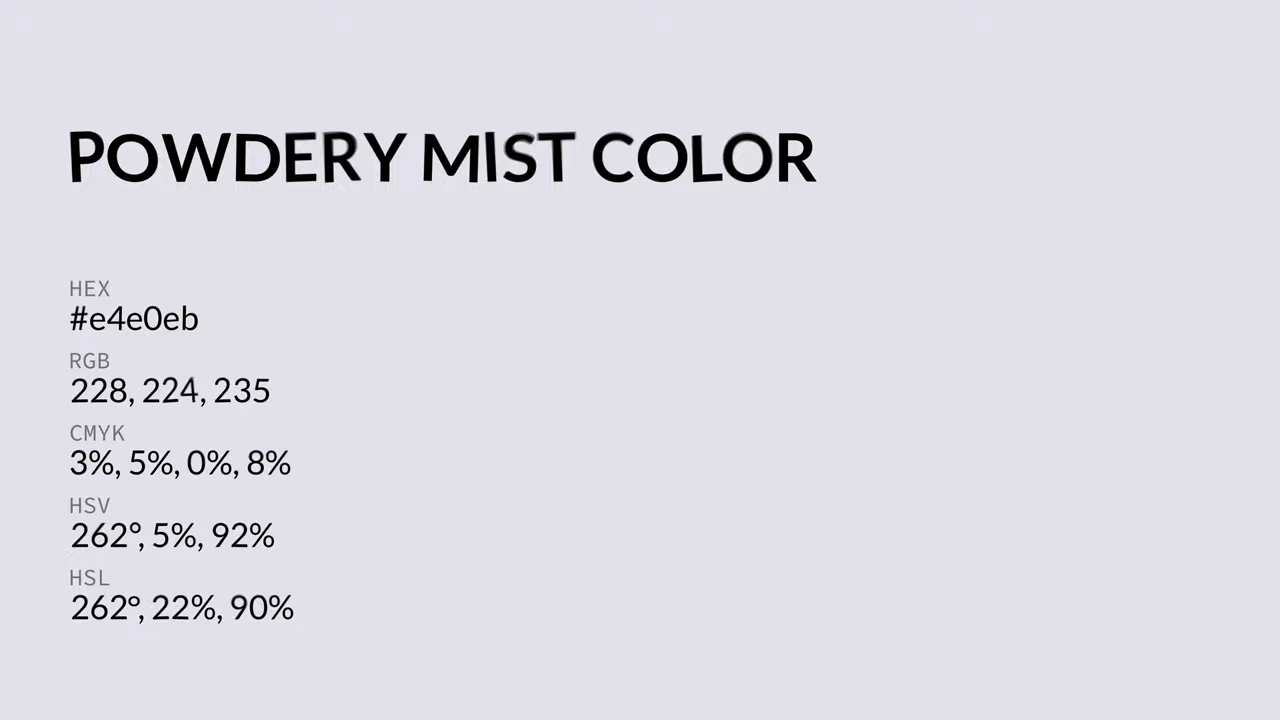 POWDERY MIST COLOR
HEX
#e4e0eb
RGB
228, 224, 235
CMYK
3%, 5%, 0%, 8%
HSV
262°, 5%, 92%
HSL
262°, 22%, 90%